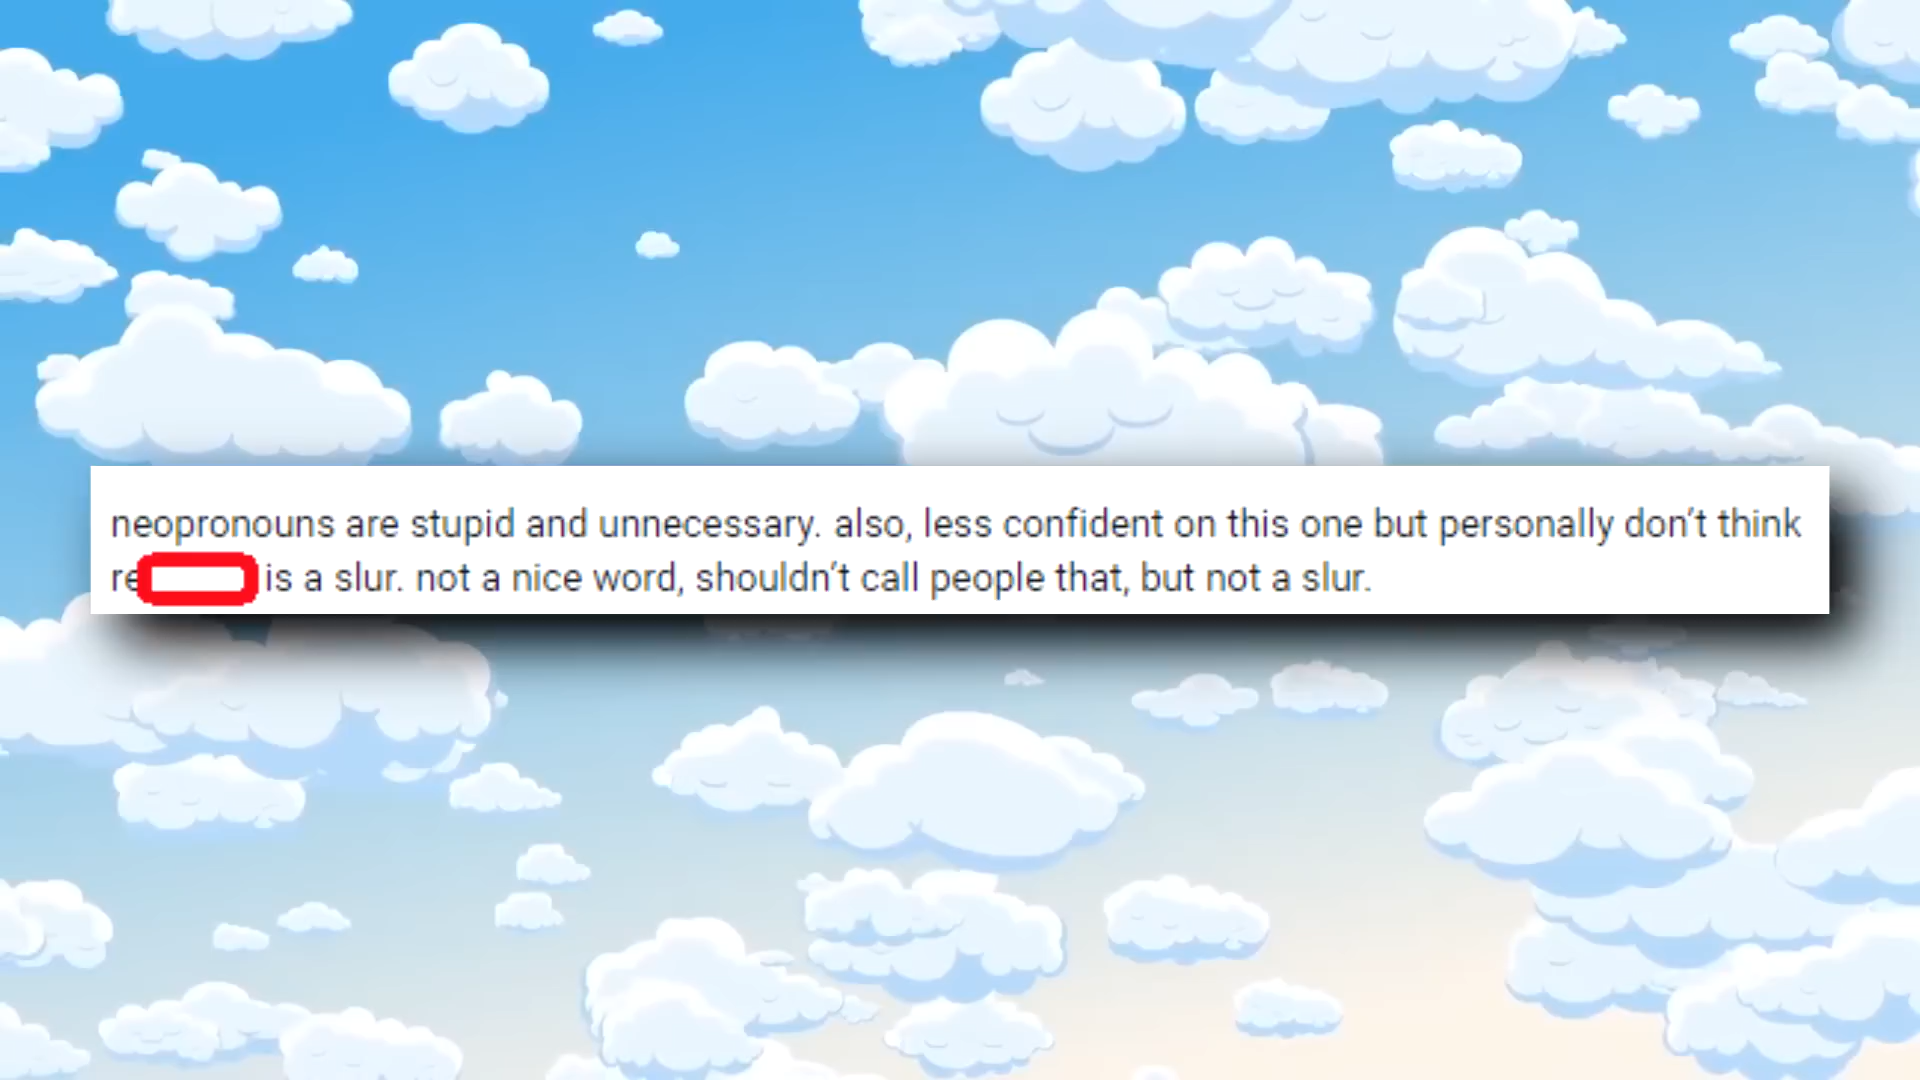 neopronouns are stupid and unnecessary. also, less confident on this one but personally don't think
re is a slur. not a nice word, shouldn't call people that, but not a slur.